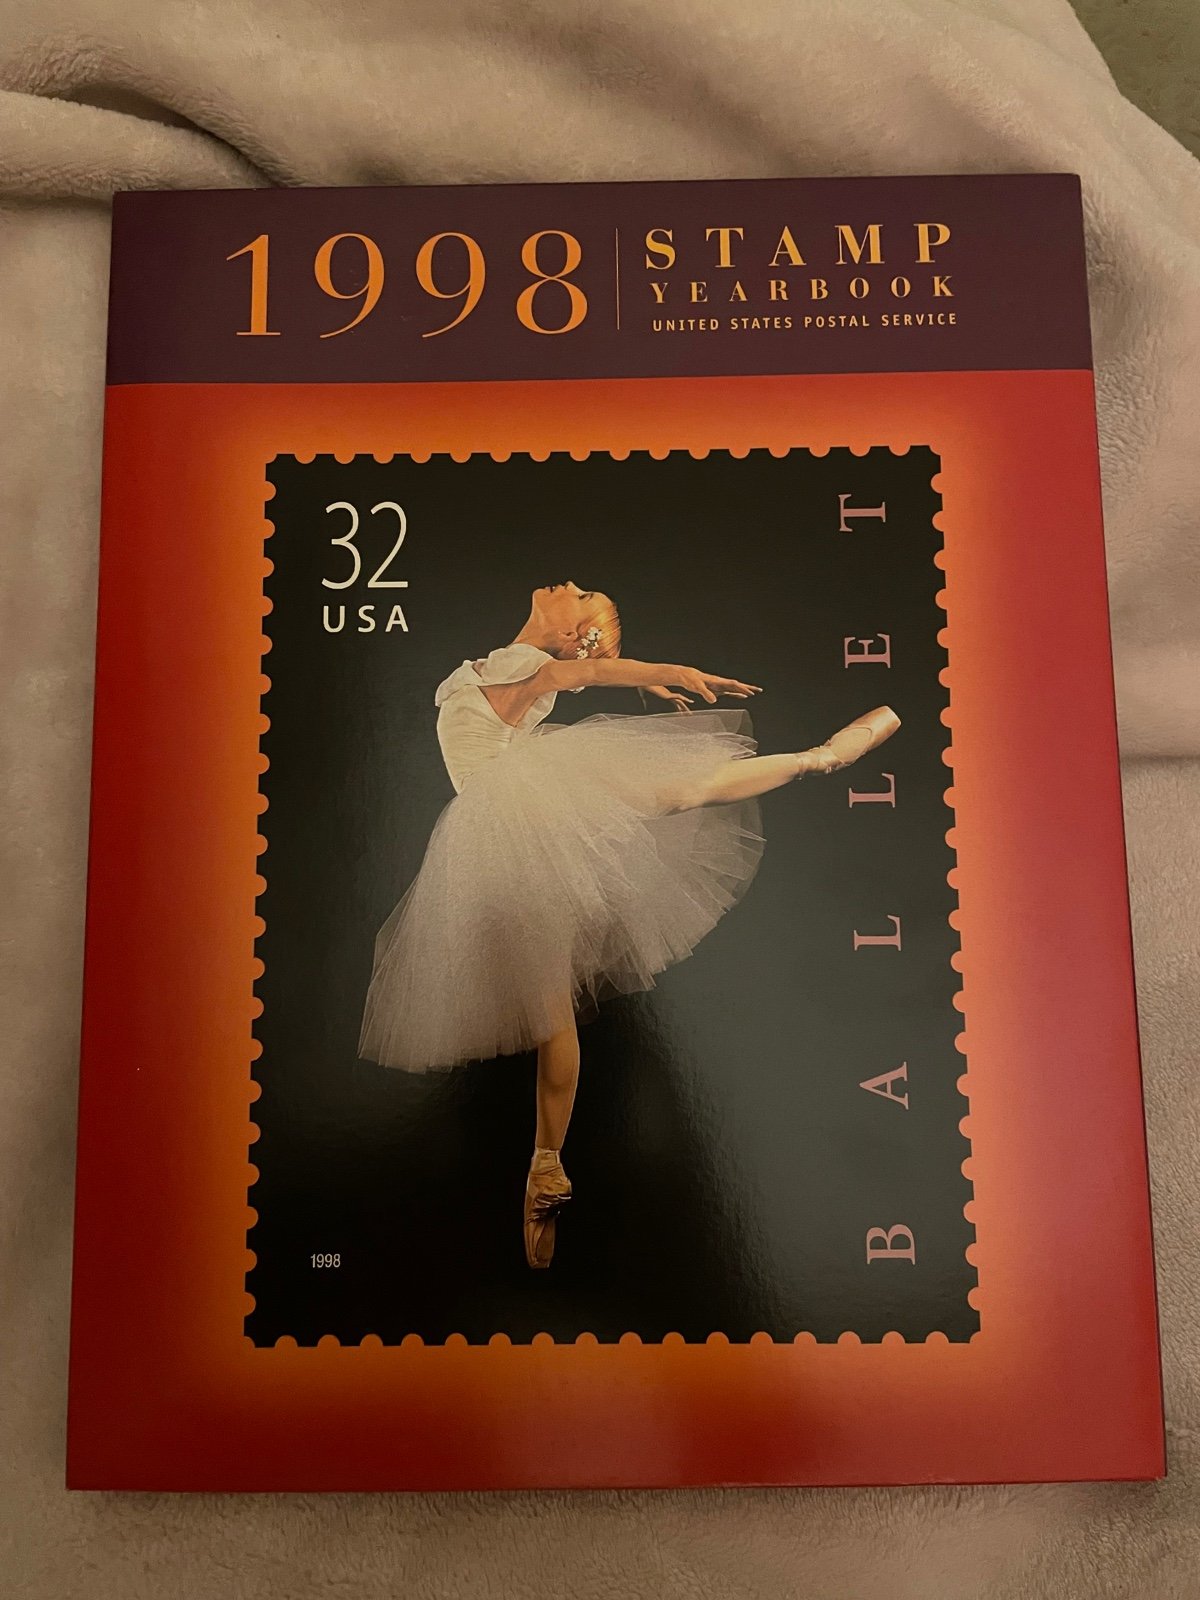 1998
STAMP
YEARBOOK
UNITED STATES POSTAL SERVICE
32
USA
BALLET
1998